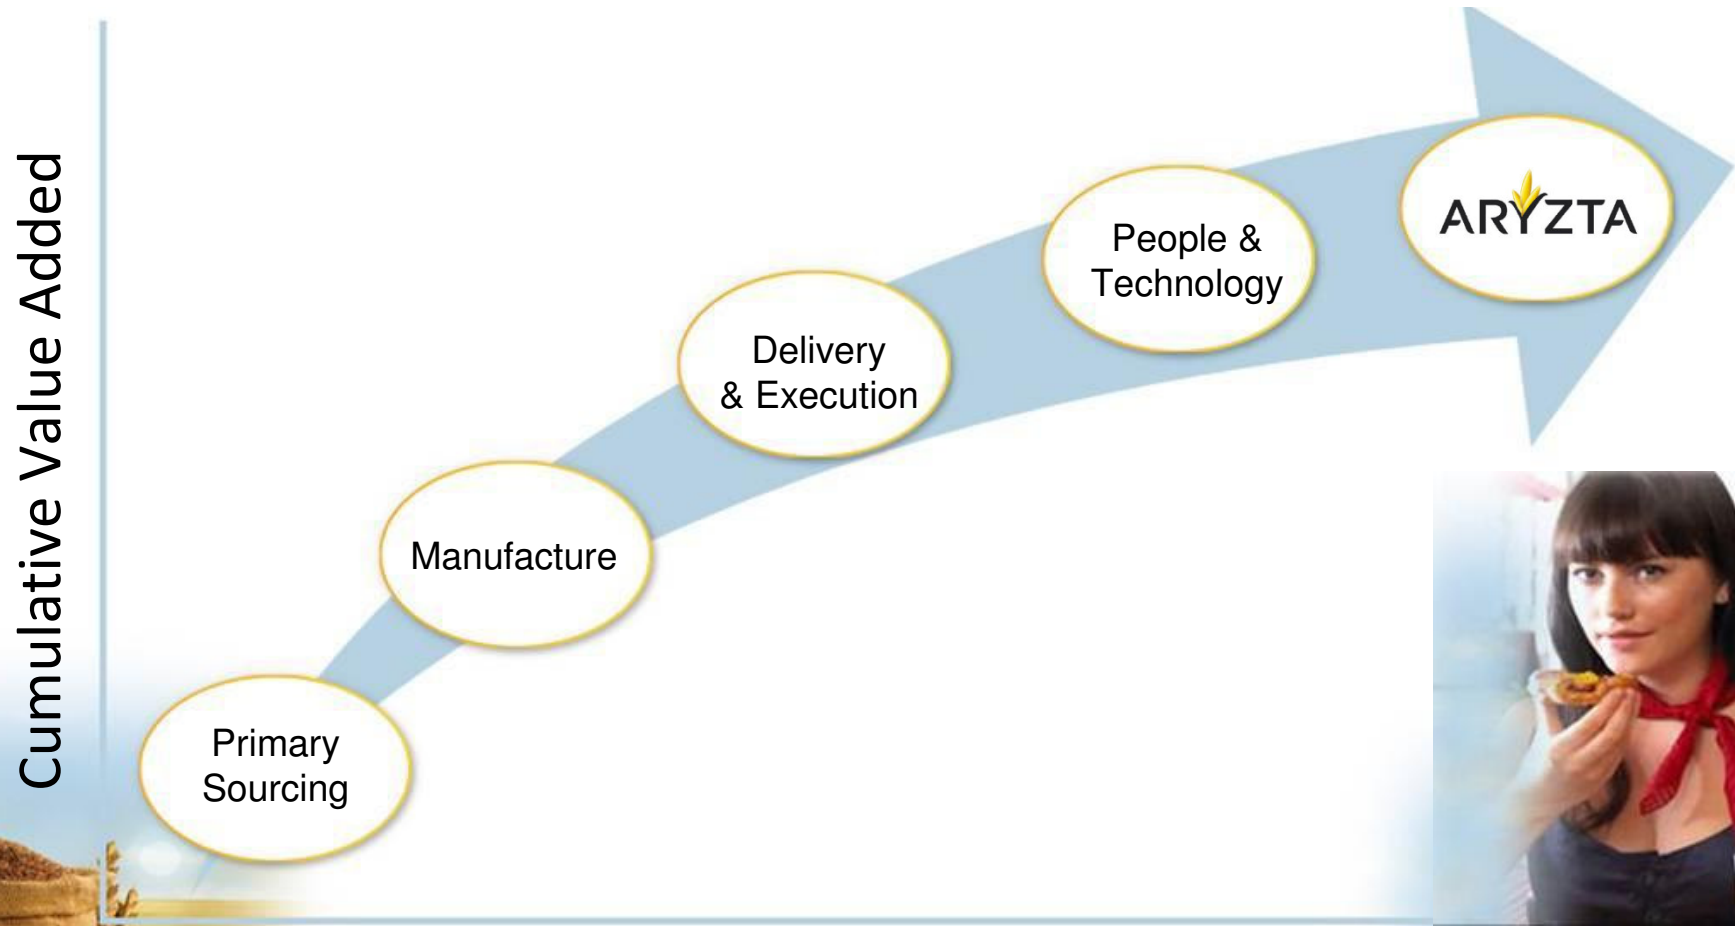 Cumulative Value Added
ARYZTA
People &
Technology
Delivery
& Execution
Manufacture
Primary
Sourcing